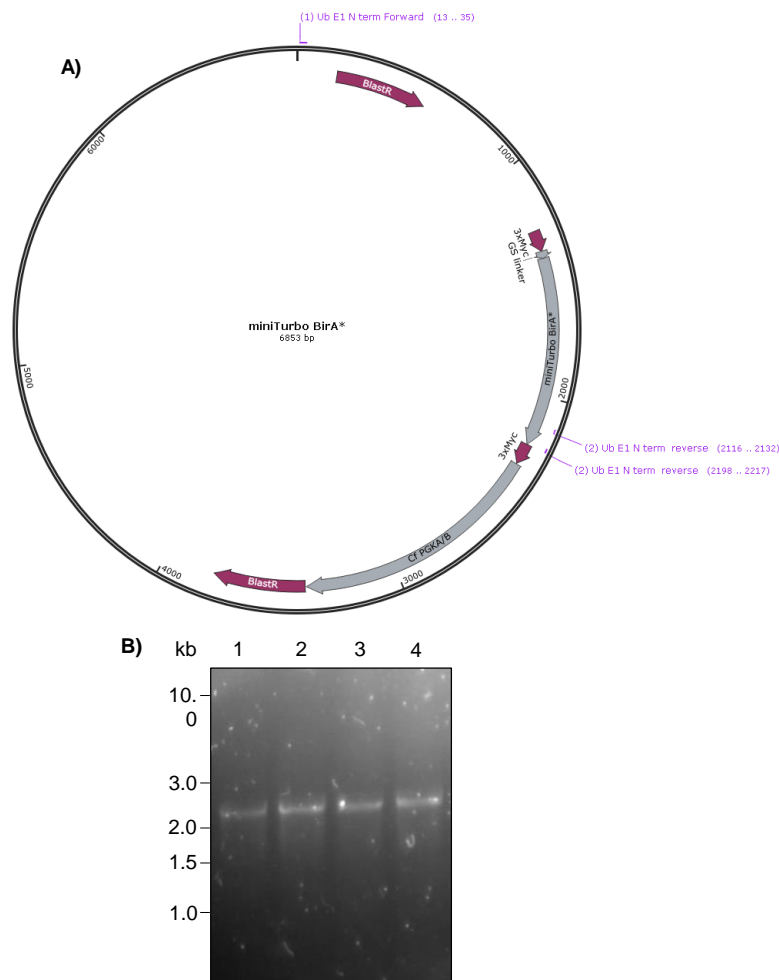 (1) Ub E1 N term Forward (13 .. 35)
A)
BlastR
6000
1000
3xMyc
GS linker
miniTurbo BirA*
6853 bp
miniTurbo BirA*
5000
2000
3xMyc
(2) Ub E1 N term reverse (2116 .. 2132)
(2) Ub E1 N term reverse (2198 .. 2217)
Cf PGKA/B
4000
BlastR
3000
B) kb 1 2 3 4
10.
0
3.0
2.0
1.5
1.0